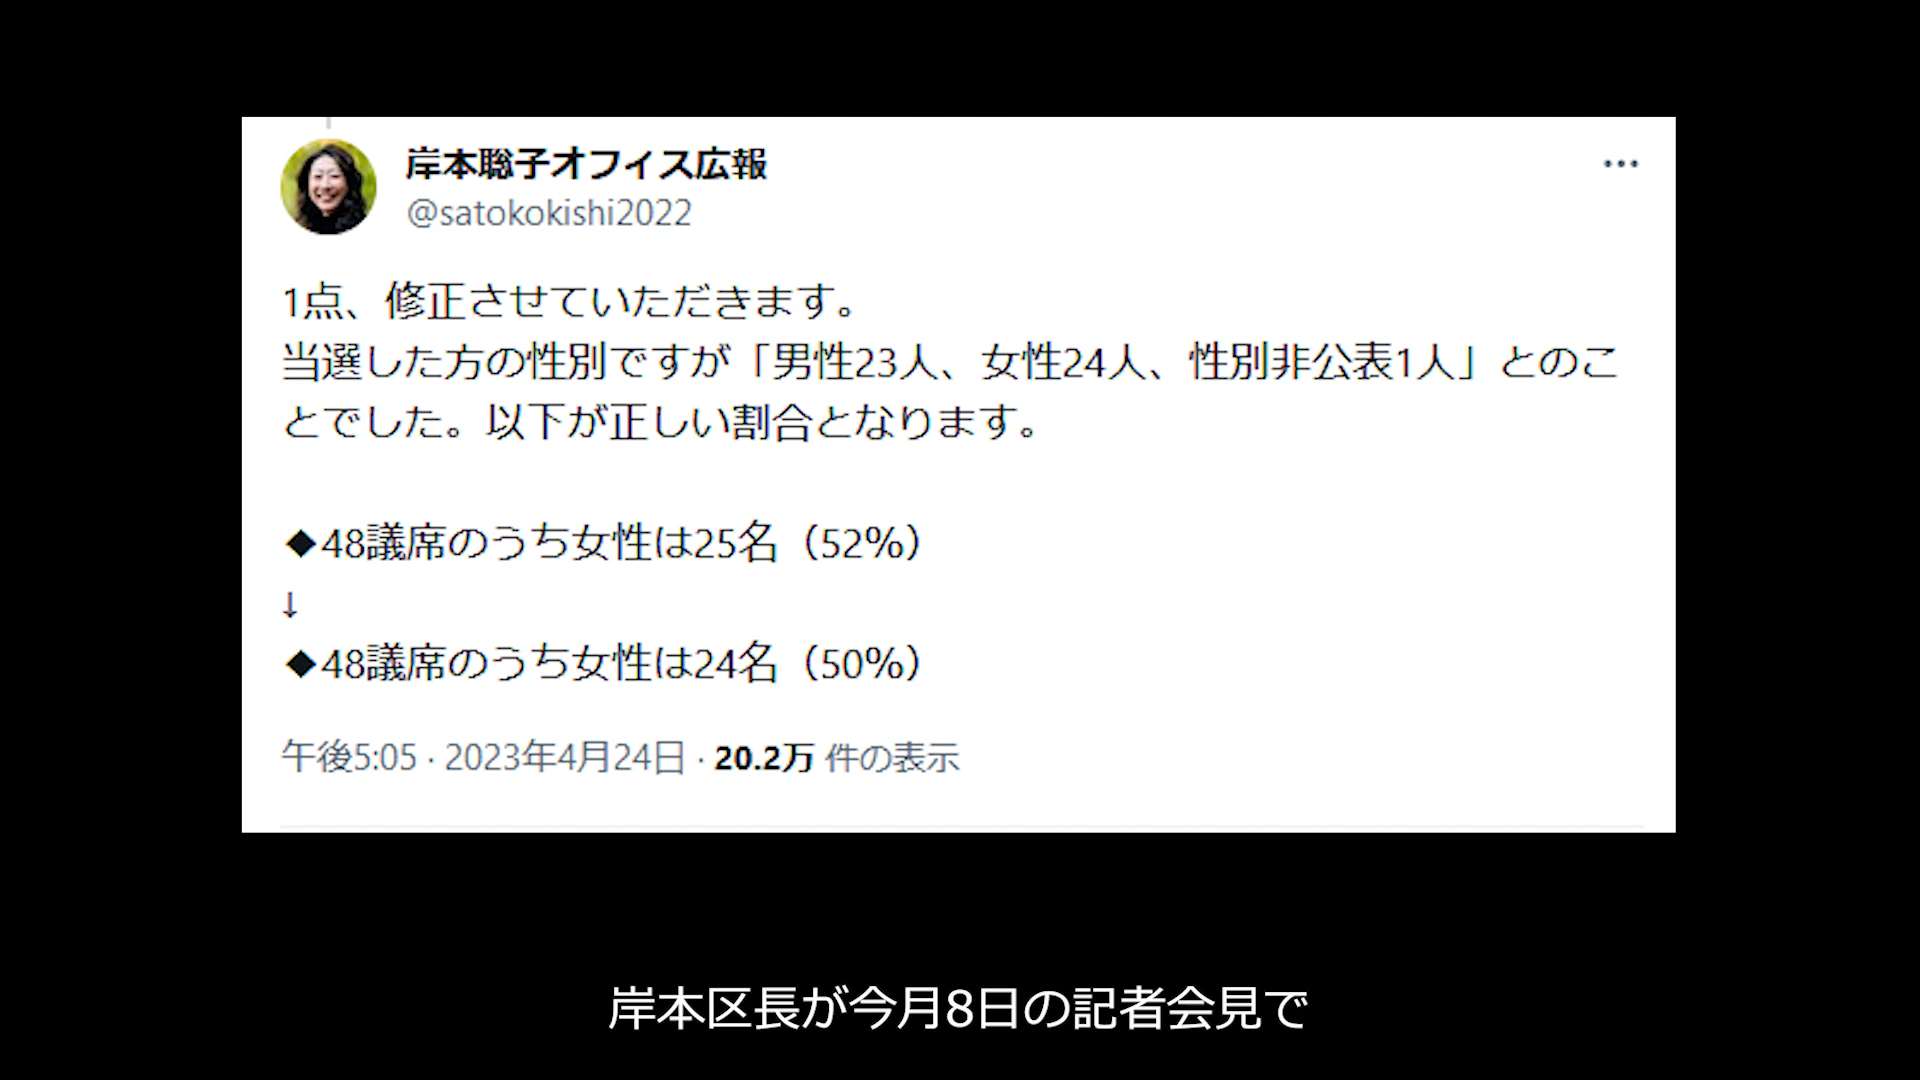 岸本聡子オフィス広報
@satokokishi2022
1点、修正させていただきます。
当選した方の性別ですが「男性23人、女性24人、性別非公表1人」とのこ
とでした。以下が正しい割合となります。
◆48議席のうち女性は25名（52%）
↓
◆48議席のうち女性は24名（50%）
午後5:05 · 2023年4月24日 · 20.2万 件の表示
岸本区長が今月8日の記者会見で